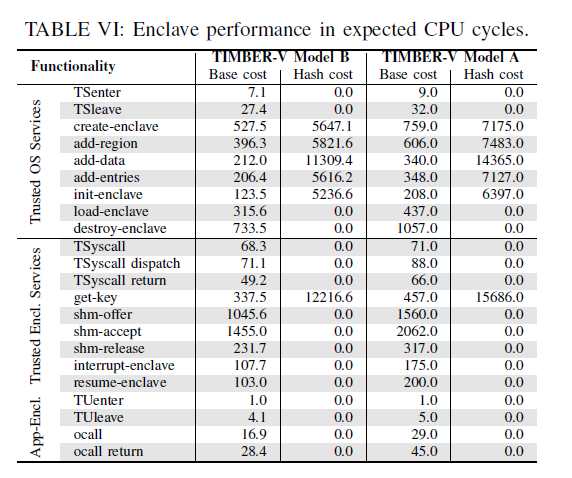 TABLE VI: Enclave performance in expected CPU cycles.
Functionality TIMBER-V Model B TIMBER-V Model A
Base cost Hash cost Base cost Hash cost
Trusted OS Services
TSenter 7.1 0.0 9.0 0.0
TSleave 27.4 0.0 32.0 0.0
create-enclave 527.5 5647.1 759.0 7175.0
add-region 396.3 5821.6 606.0 7483.0
add-data 212.0 11309.4 340.0 14365.0
add-entries 206.4 5616.2 348.0 7127.0
init-enclave 123.5 5236.6 208.0 6397.0
load-enclave 315.6 0.0 437.0 0.0
destroy-enclave 733.5 0.0 1057.0 0.0
Trusted Encl. Services
TSyscall 68.3 0.0 71.0 0.0
TSyscall dispatch 71.1 0.0 88.0 0.0
TSyscall return 49.2 0.0 66.0 0.0
get-key 337.5 12216.6 457.0 15686.0
shm-offer 1045.6 0.0 1560.0 0.0
shm-accept 1455.0 0.0 2062.0 0.0
shm-release 231.7 0.0 317.0 0.0
interrupt-enclave 107.7 0.0 175.0 0.0
resume-enclave 103.0 0.0 200.0 0.0
App-Encl.
TUenter 1.0 0.0 1.0 0.0
TUleave 4.1 0.0 5.0 0.0
ocall 16.9 0.0 29.0 0.0
ocall return 28.4 0.0 45.0 0.0